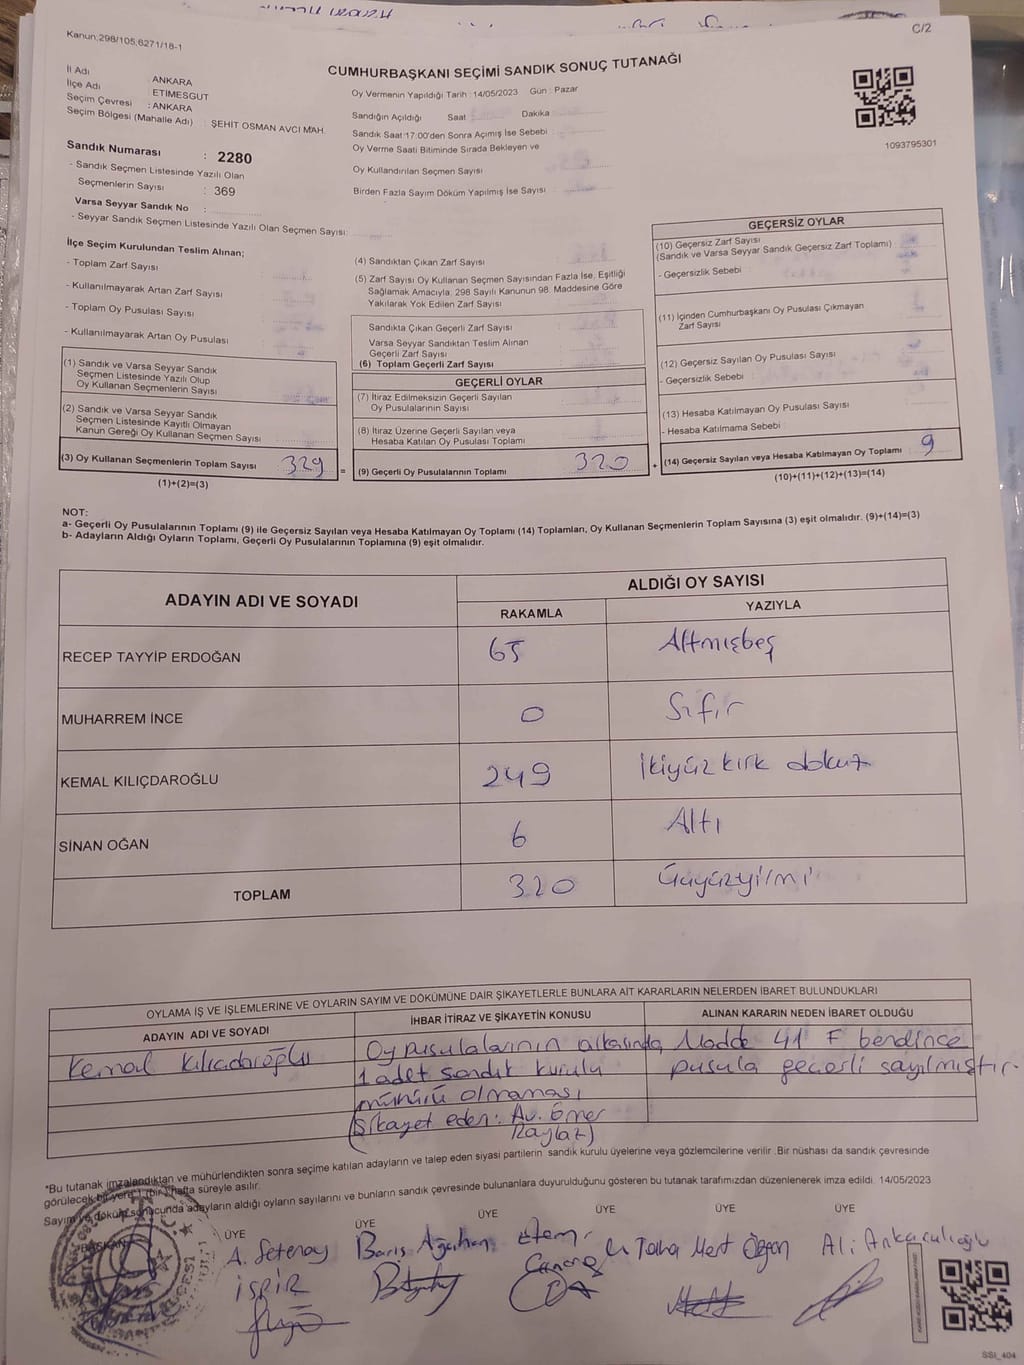 C/2
Kanun;298/105;6271/18-1
CUMHURBAŞKANI SEÇİMİ SANDIK SONUÇ TUTANAĞI
İl Adı : ANKARA
İlçe Adı : ETİMESGUT
Seçim Çevresi : ANKARA
Seçim Bölgesi (Mahalle Adı) : ŞEHİT OSMAN AVCI MAH.
Sandık Numarası : 2280
- Sandık Seçmen Listesinde Yazılı Olan
Seçmenlerin Sayısı : 369
Varsa Seyyar Sandık No :
- Seyyar Sandık Seçmen Listesinde Yazılı Olan Seçmen Sayısı:
Oy Vermenin Yapıldığı Tarih : 14/05/2023 Gün : Pazar
Sandığın Açıldığı Saat Dakika
Sandık Saat 17:00'den Sonra Açımış İse Sebebi
Oy Verme Saati Bitiminde Sırada Bekleyen ve
Oy Kullandırılan Seçmen Sayısı
Birden Fazla Sayım Döküm Yapılmış İse Sayısı
1093795301
İlçe Seçim Kurulundan Teslim Alınan;
- Toplam Zarf Sayısı
- Kullanılmayarak Artan Zarf Sayısı
- Toplam Oy Pusulası Sayısı
- Kullanılmayarak Artan Oy Pusulası
(1) Sandık ve Varsa Seyyar Sandık
Seçmen Listesinde Yazılı Olup
Oy Kullanan Seçmenlerin Sayısı
(2) Sandık ve Varsa Seyyar Sandık
Seçmen Listesinde Kayıtlı Olmayan
Kanun Gereği Oy Kullanan Seçmen Sayısı
(3) Oy Kullanan Seçmenlerin Toplam Sayısı 329
(1)+(2)=(3)
(4) Sandıktan Çıkan Zarf Sayısı
(5) Zarf Sayısı Oy Kullanan Seçmen Sayısından Fazla İse, Eşitliği
Sağlamak Amacıyla, 298 Sayılı Kanunun 98. Maddesine Göre
Yakılarak Yok Edilen Zarf Sayısı
Sandıkta Çıkan Geçerli Zarf Sayısı
Varsa Seyyar Sandıktan Teslim Alınan
Geçerli Zarf Sayısı
(6) Toplam Geçerli Zarf Sayısı
GEÇERLİ OYLAR
(7) İtiraz Edilmeksizin Geçerli Sayılan
Oy Pusulalarının Sayısı
(8) İtiraz Üzerine Geçerli Sayılan veya
Hesaba Katılan Oy Pusulası Toplamı
= (9) Geçerli Oy Pusulalarının Toplamı 320
GEÇERSİZ OYLAR
(10) Geçersiz Zarf Sayısı
(Sandık ve Varsa Seyyar Sandık Geçersiz Zarf Toplamı)
- Geçersizlik Sebebi
(11) İçinden Cumhurbaşkanı Oy Pusulası Çıkmayan
Zarf Sayısı
(12) Geçersiz Sayılan Oy Pusulası Sayısı
- Geçersizlik Sebebi
(13) Hesaba Katılmayan Oy Pusulası Sayısı
- Hesaba Katılmama Sebebi
+ (14) Geçersiz Sayılan veya Hesaba Katılmayan Oy Toplamı 9
(10)+(11)+(12)+(13)=(14)
NOT:
a- Geçerli Oy Pusulalarının Toplamı (9) ile Geçersiz Sayılan veya Hesaba Katılmayan Oy Toplamı (14) Toplamları, Oy Kullanan Seçmenlerin Toplam Sayısına (3) eşit olmalıdır. (9)+(14)=(3)
b- Adayların Aldığı Oyların Toplamı, Geçerli Oy Pusulalarının Toplamına (9) eşit olmalıdır.
ADAYIN ADI VE SOYADI
ALDIĞI OY SAYISI
RAKAMLA YAZIYLA
RECEP TAYYİP ERDOĞAN 65 Altmışbeş
MUHARREM İNCE 0 Sıfır
KEMAL KILIÇDAROĞLU 249 İkiyüz kırk dokuz
SİNAN OĞAN 6 Altı
TOPLAM 320 Üçyüzyirmi
OYLAMA İŞ VE İŞLEMLERİNE VE OYLARIN SAYIM VE DÖKÜMÜNE DAİR ŞİKAYETLERLE BUNLARA AİT KARARLARIN NELERDEN İBARET BULUNDUKLARI
ADAYIN ADI VE SOYADI İHBAR İTİRAZ VE ŞİKAYETİN KONUSU ALINAN KARARIN NEDEN İBARET OLDUĞU
Kemal Kılıçdaroğlu Oy pusulalarının arkasında Madde 41 F bendince
1 adet sandık kurulu pusula geçerli sayılmıştır.
mührü olmaması
(Şikayet eden: Av. Ömer
*Bu tutanak imzalandıktan ve mühürlendikten sonra seçime katılan adayların ve talep eden siyasi partilerin sandık kurulu üyelerine veya gözlemcilerine verilir .Bir nüshası da sandık çevresinde
görülecek bir yere 1 (bir) hafta süreyle asılır.
Sayım ve döküm sonucunda adayların aldığı oyların sayılarını ve bunların sandık çevresinde bulunanlara duyurulduğunu gösteren bu tutanak tarafımızdan düzenlenerek imza edildi. 14/05/2023
BAŞKAN ÜYE ÜYE ÜYE ÜYE ÜYE ÜYE
A. Setenay Barış Ethem Talha Mert Özgen Ali
İSPİR
SSİ_404